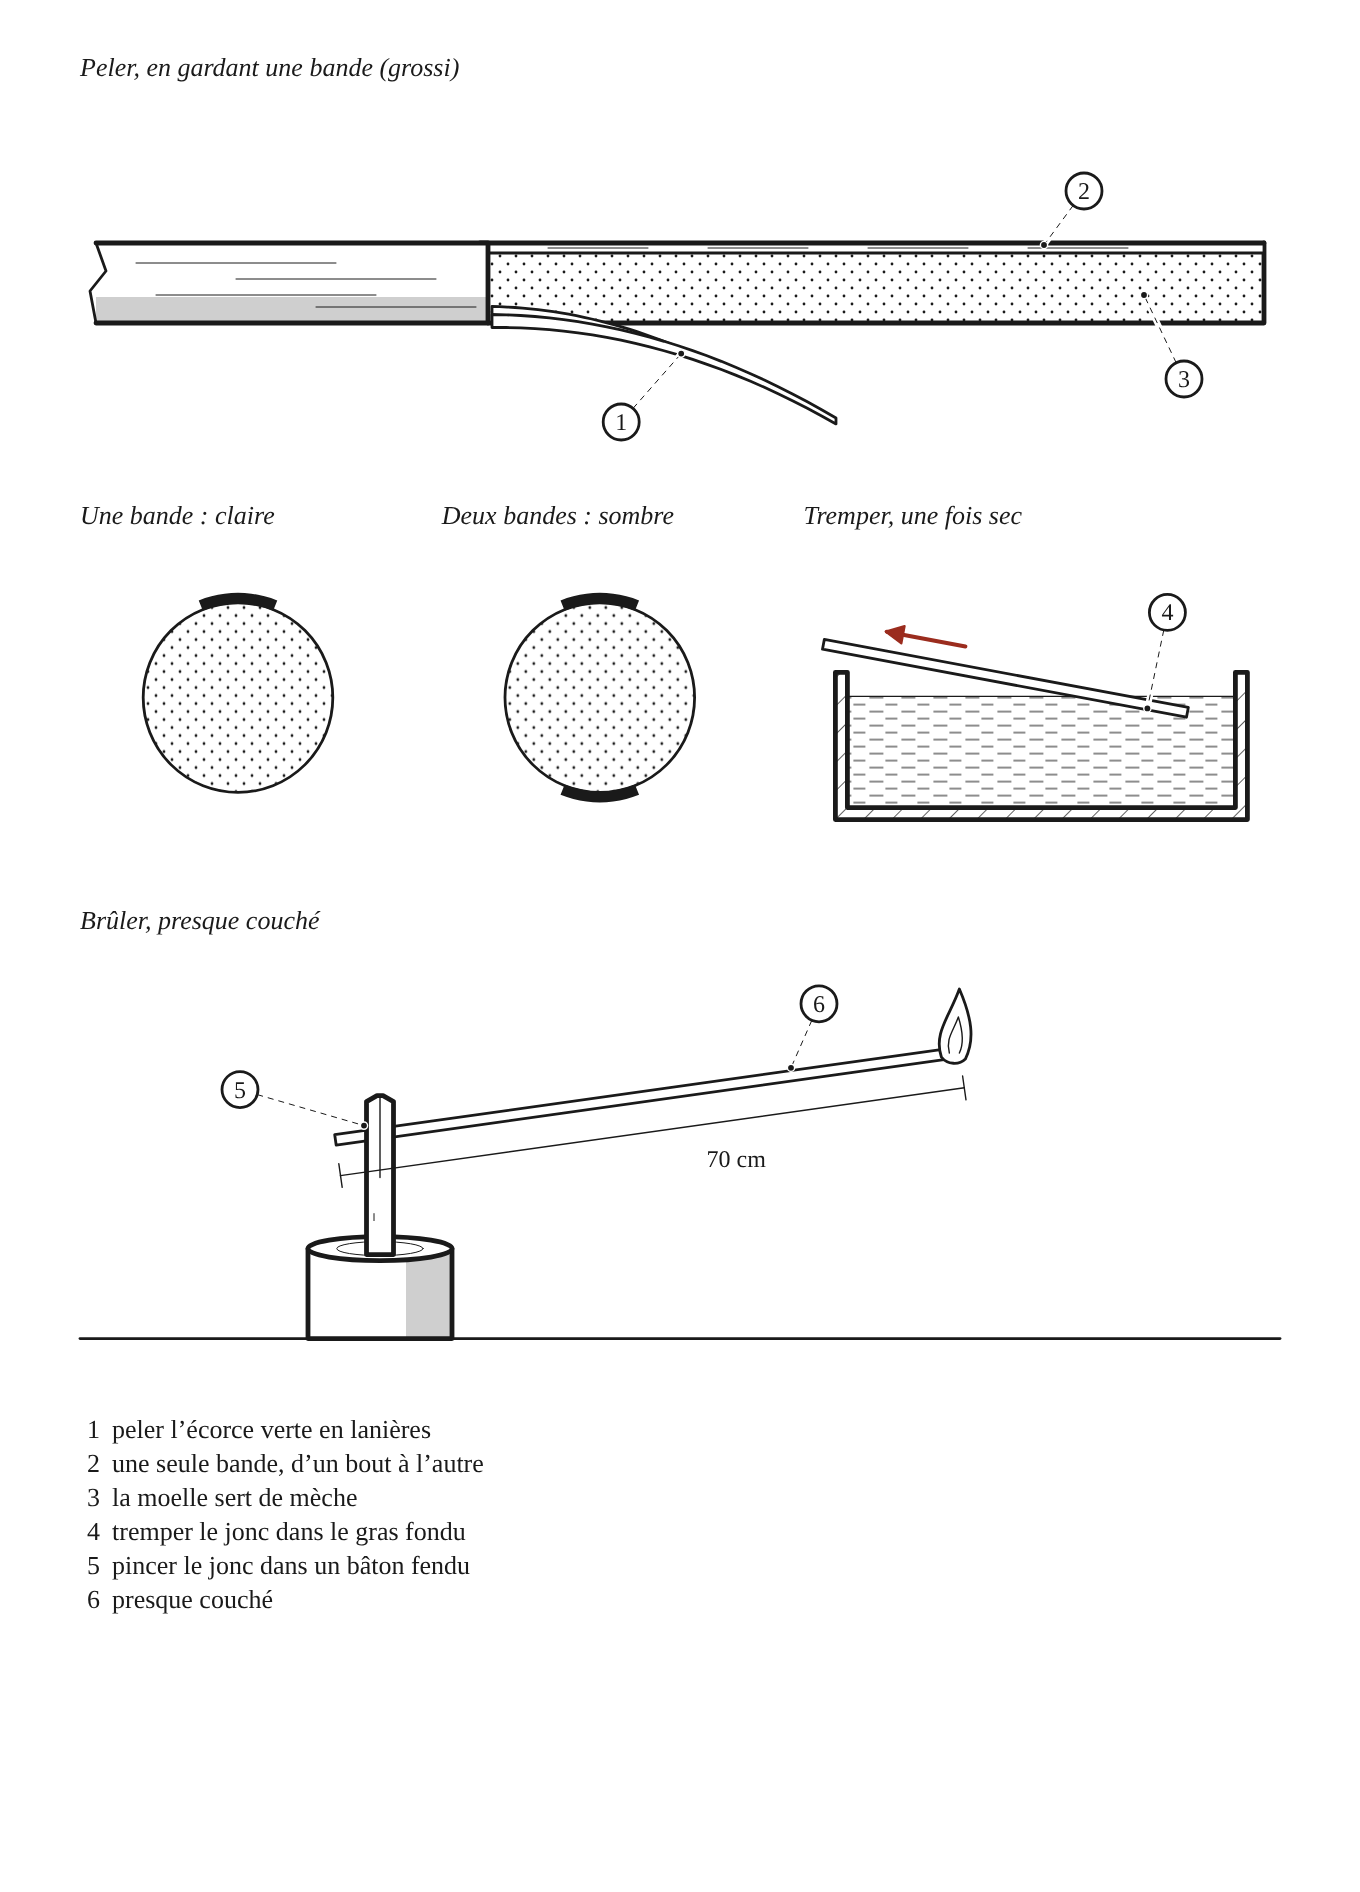 Peler, en gardant une bande (grossi)
2
3
1
Une bande : claire
Deux bandes : sombre
Tremper, une fois sec
4
Brûler, presque couché
6
5
70 cm
1 peler l’écorce verte en lanières
2 une seule bande, d’un bout à l’autre
3 la moelle sert de mèche
4 tremper le jonc dans le gras fondu
5 pincer le jonc dans un bâton fendu
6 presque couché